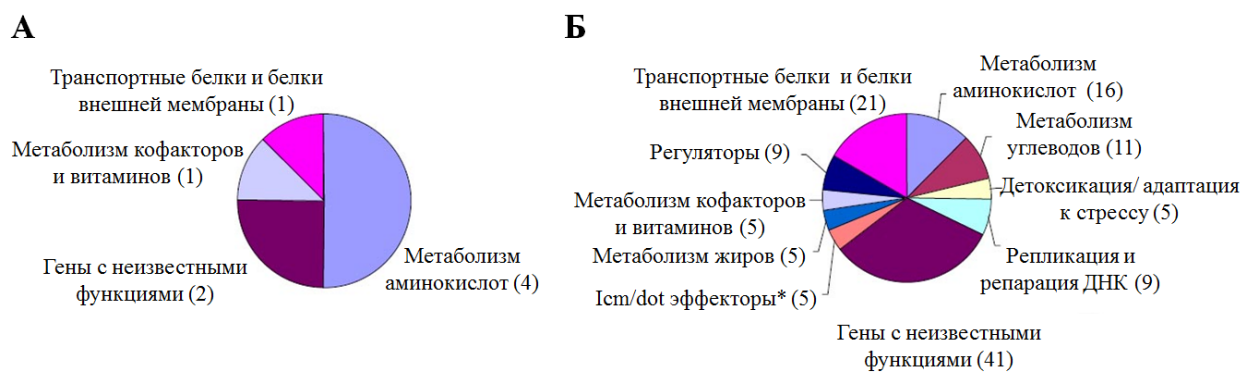 А
Транспортные белки и белки
внешней мембраны (1)
Метаболизм кофакторов
и витаминов (1)
Гены с неизвестными
функциями (2)
Метаболизм
аминокислот (4)
Б
Транспортные белки и белки
внешней мембраны (21)
Метаболизм
аминокислот (16)
Метаболизм
углеводов (11)
Регуляторы (9)
Детоксикация/ адаптация
к стрессу (5)
Метаболизм кофакторов
и витаминов (5)
Метаболизм жиров (5)
Репликация и
репарация ДНК (9)
Icm/dot эффекторы* (5)
Гены с неизвестными
функциями (41)